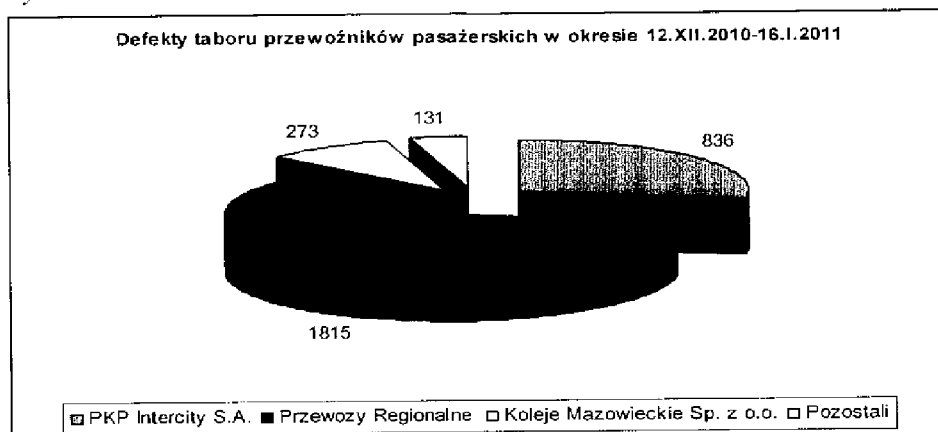 Defekty taboru przewoźników pasażerskich w okresie 12.XII.2010-16.I.2011
131
273
836
1815
PKP Intercity S.A. Przewozy Regionalne Koleje Mazowieckie Sp. z o.o. Pozostali